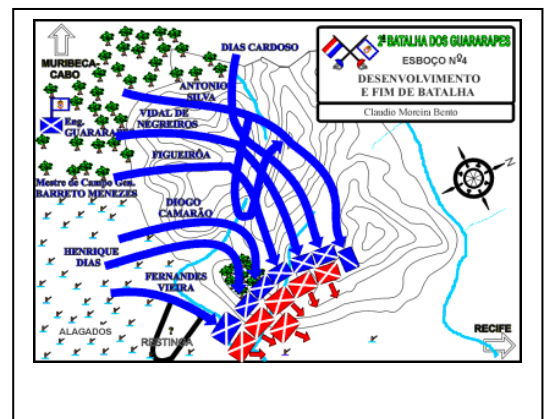 2ª BATALHA DOS GUARARAPES
ESBOÇO Nº4
DESENVOLVIMENTO
E FIM DE BATALHA
Claudio Moreira Bento
MURIBECA-
CABO
DIAS CARDOSO
ANTONIO
SILVA
Eng.
GUARARAPES
VIDAL DE
NEGREIROS
FIGUEIRÔA
Mestre de Campo Gen.
BARRETO MENEZES
DIOGO
CAMARÃO
HENRIQUE
DIAS
FERNANDES
VIEIRA
ALAGADOS
?
RESTINGA
N
RECIFE